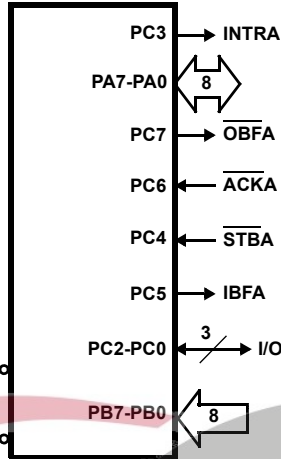 PC3 INTRA
PA7-PA0 8
PC7 OBFA
PC6 ACKA
PC4 STBA
PC5 IBFA
PC2-PC0 3 I/O
PB7-PB0 8